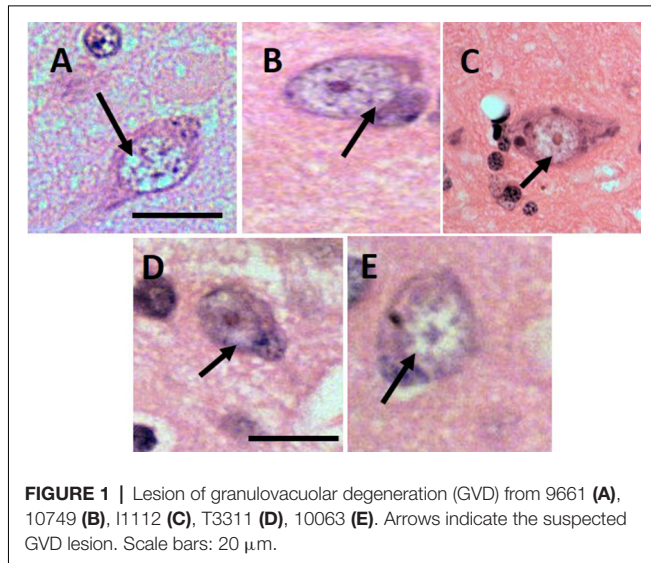 A
B
C
D
E
FIGURE 1 | Lesion of granulovacuolar degeneration (GVD) from 9661 (A),
10749 (B), I1112 (C), T3311 (D), 10063 (E). Arrows indicate the suspected
GVD lesion. Scale bars: 20 μm.